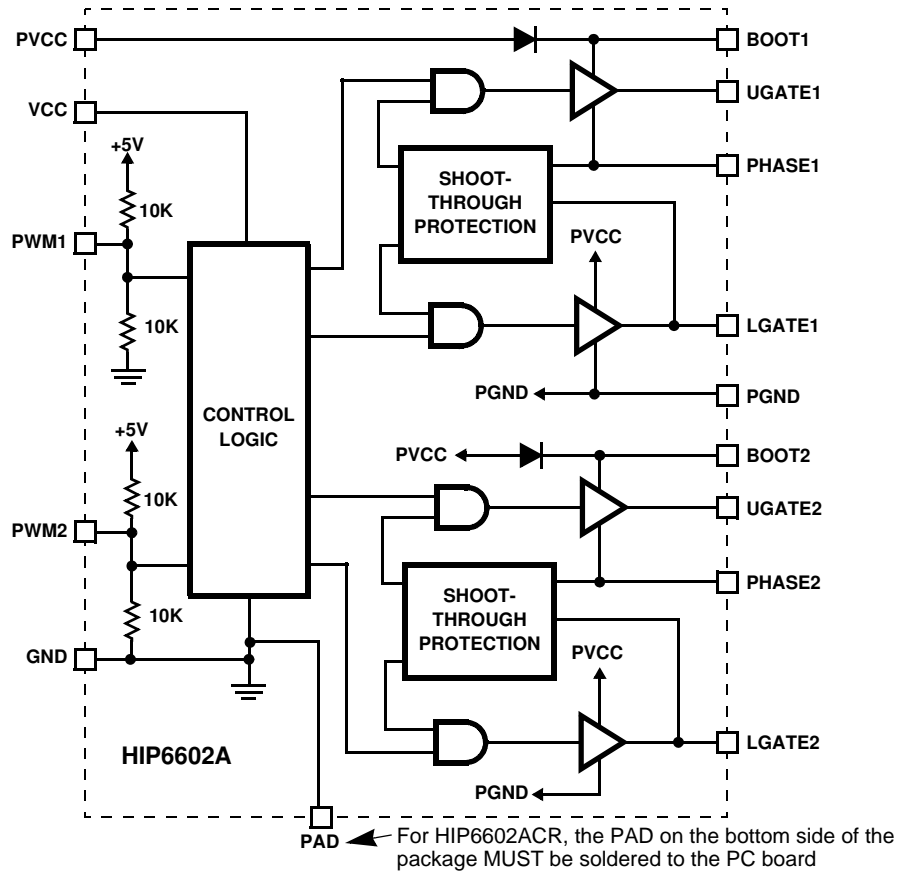 PVCC
BOOT1
VCC
UGATE1
+5V
10K
SHOOT-
THROUGH
PROTECTION
PHASE1
PWM1
PVCC
10K
LGATE1
PGND
PGND
CONTROL
LOGIC
+5V
PVCC
BOOT2
10K
UGATE2
PWM2
PHASE2
SHOOT-
THROUGH
PROTECTION
10K
GND
PVCC
HIP6602A
LGATE2
PGND
PAD
For HIP6602ACR, the PAD on the bottom side of the
package MUST be soldered to the PC board